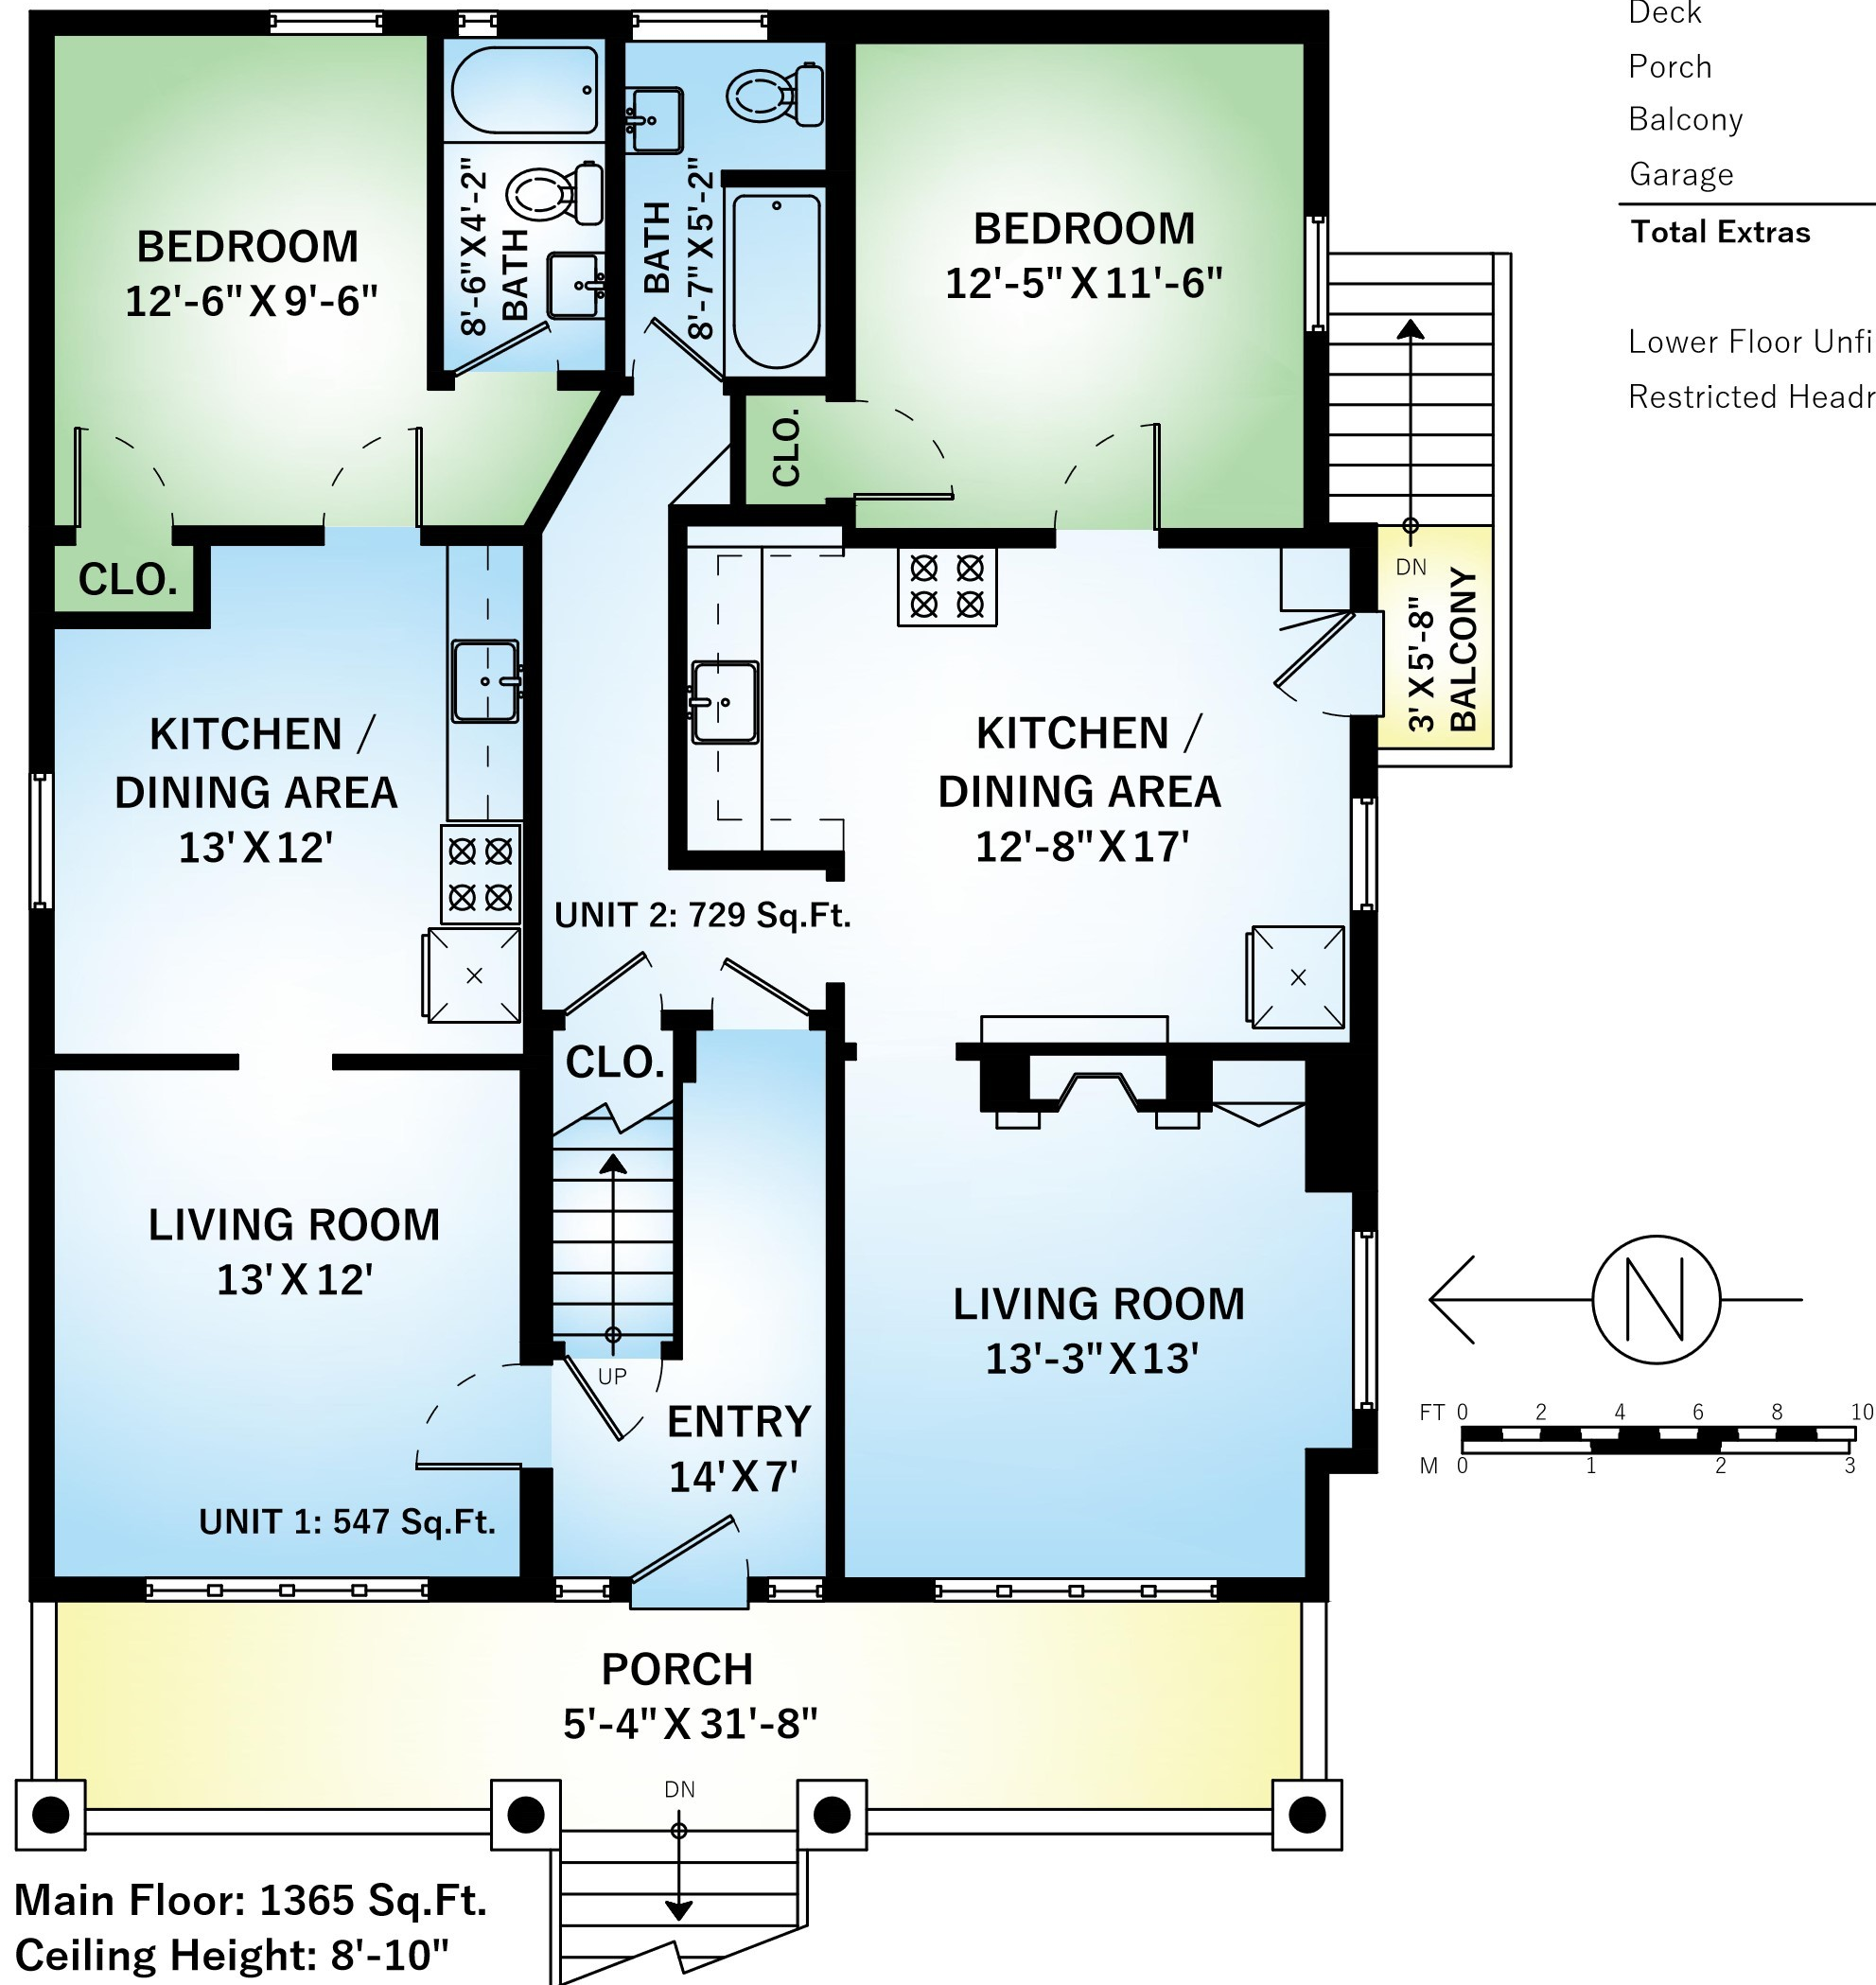 Deck
Porch
Balcony
Garage
Total Extras
Lower Floor Unfi
Restricted Headr
BEDROOM
12'-6" X 9'-6"
8'-6" X 4'-2"
BATH
BATH
8'-7" X 5'-2"
BEDROOM
12'-5" X 11'-6"
CLO.
CLO.
DN
3' X 5'-8"
BALCONY
KITCHEN /
DINING AREA
13' X 12'
KITCHEN /
DINING AREA
12'-8" X 17'
UNIT 2: 729 Sq.Ft.
CLO.
LIVING ROOM
13' X 12'
LIVING ROOM
13'-3" X 13'
N
UP
ENTRY
14' X 7'
FT 0 2 4 6 8 10
M 0 1 2 3
UNIT 1: 547 Sq.Ft.
PORCH
5'-4" X 31'-8"
DN
Main Floor: 1365 Sq.Ft.
Ceiling Height: 8'-10"